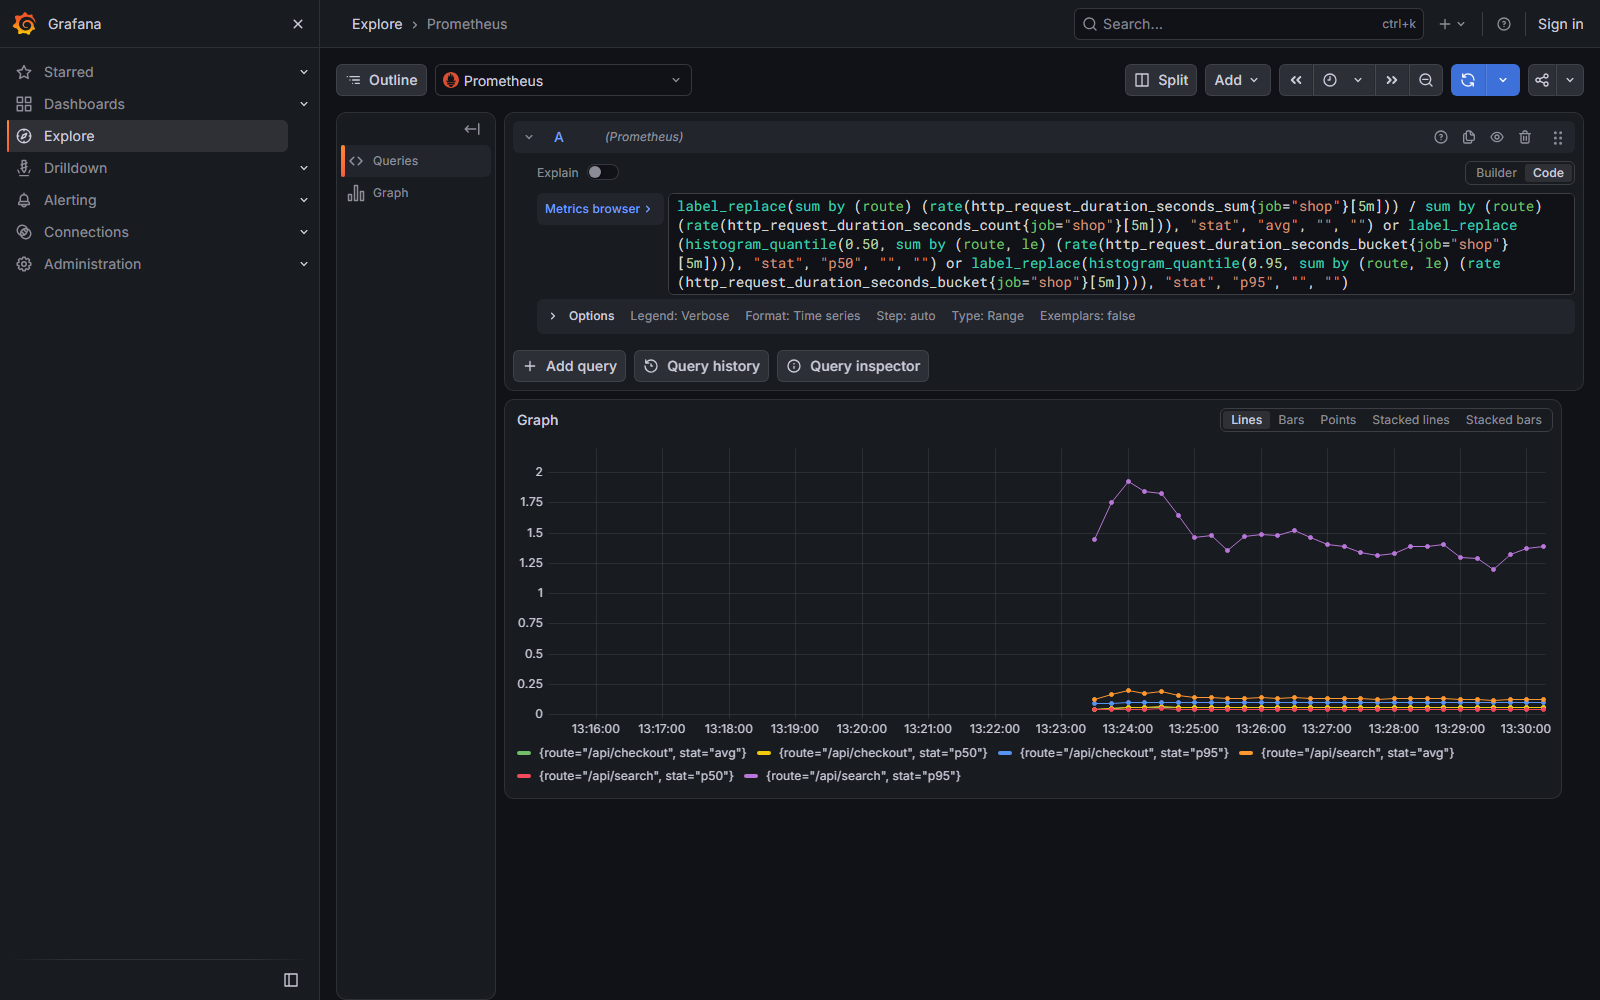 Grafana
Explore › Prometheus
Search...
ctrl+k
Sign in
Starred
Dashboards
Explore
Drilldown
Alerting
Connections
Administration
Outline
Prometheus
Split
Add
Queries
Graph
A
(Prometheus)
Explain
Builder
Code
Metrics browser
label_replace(sum by (route) (rate(http_request_duration_seconds_sum{job="shop"}[5m])) / sum by (route)
(rate(http_request_duration_seconds_count{job="shop"}[5m])), "stat", "avg", "", "") or label_replace
(histogram_quantile(0.50, sum by (route, le) (rate(http_request_duration_seconds_bucket{job="shop"}
[5m]))), "stat", "p50", "", "") or label_replace(histogram_quantile(0.95, sum by (route, le) (rate
(http_request_duration_seconds_bucket{job="shop"}[5m]))), "stat", "p95", "", "")
Options Legend: Verbose Format: Time series Step: auto Type: Range Exemplars: false
+ Add query
Query history
Query inspector
Graph
Lines Bars Points Stacked lines Stacked bars
2
1.75
1.5
1.25
1
0.75
0.5
0.25
0
13:16:00 13:17:00 13:18:00 13:19:00 13:20:00 13:21:00 13:22:00 13:23:00 13:24:00 13:25:00 13:26:00 13:27:00 13:28:00 13:29:00 13:30:00
{route="/api/checkout", stat="avg"} {route="/api/checkout", stat="p50"} {route="/api/checkout", stat="p95"} {route="/api/search", stat="avg"}
{route="/api/search", stat="p50"} {route="/api/search", stat="p95"}